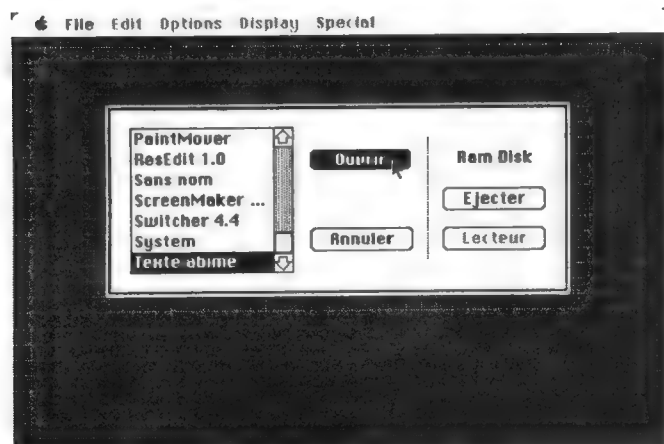 File Edit Options Display Special
PaintMover
ResEdit 1.0
Sans nom
ScreenMaker ...
Switcher 4.4
System
Texte abime
Ouvrir
Annuler
Ram Disk
Ejecter
Lecteur